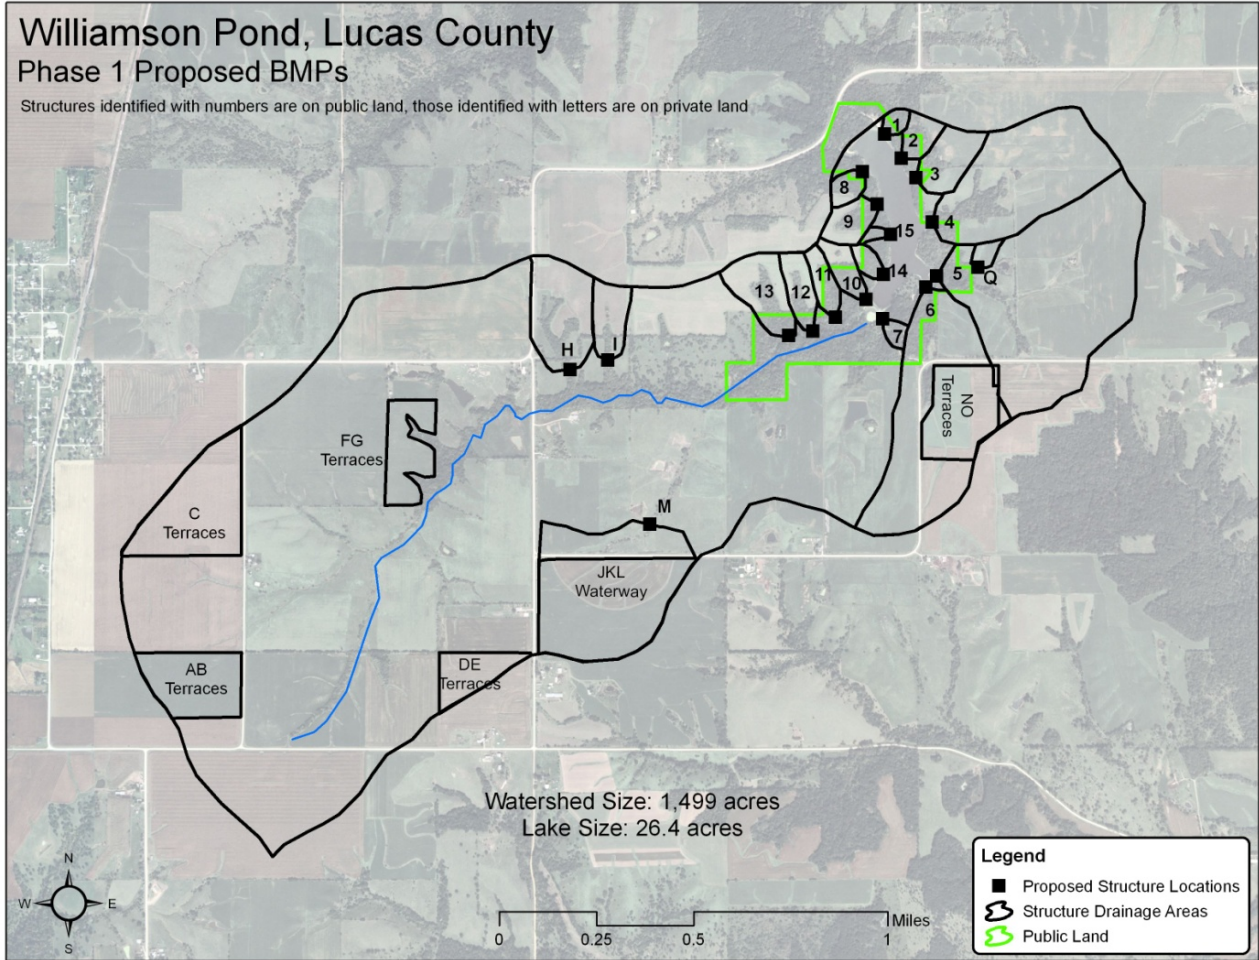 Williamson Pond, Lucas County
Phase 1 Proposed BMPs
Structures identified with numbers are on public land, those identified with letters are on private land
1
2
3
8
9
15
4
14
5
Q
13
12
11
10
6
7
H
I
NO
Terraces
FG
Terraces
C
Terraces
M
JKL
Waterway
AB
Terraces
DE
Terraces
Watershed Size: 1,499 acres
Lake Size: 26.4 acres
N
W
E
S
Miles
0
0.25
0.5
1
Legend
Proposed Structure Locations
Structure Drainage Areas
Public Land